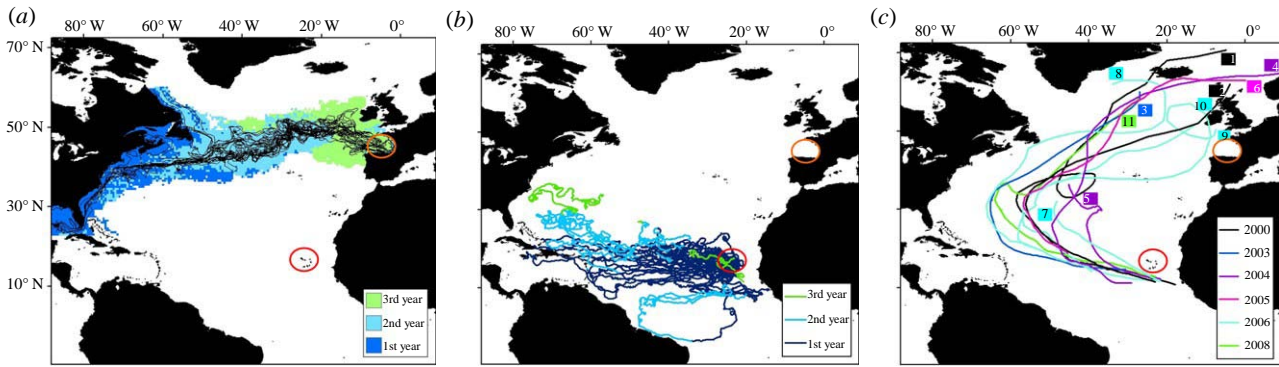 (a)
80° W
60° W
40° W
20° W
0°
70° N
50° N
30° N
10° N
3rd year
2nd year
1st year
(b)
80° W
60° W
40° W
20° W
0°
3rd year
2nd year
1st year
(c)
80° W
60° W
40° W
20° W
0°
1
4
8
6
3
10
11
9
5
7
2000
2003
2004
2005
2006
2008